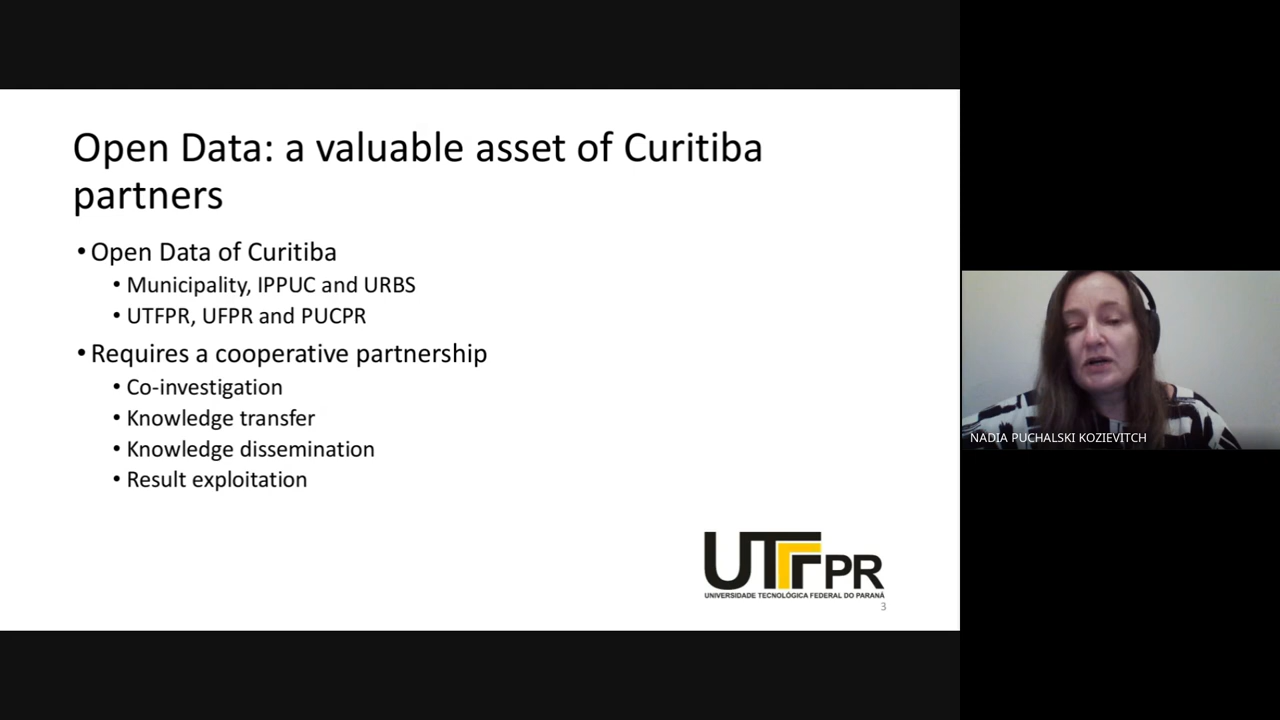 Open Data: a valuable asset of Curitiba
partners
• Open Data of Curitiba
• Municipality, IPPUC and URBS
• UTFPR, UFPR and PUCPR
• Requires a cooperative partnership
• Co-investigation
• Knowledge transfer
• Knowledge dissemination
• Result exploitation
UTFPR
UNIVERSIDADE TECNOLÓGICA FEDERAL DO PARANÁ
3
NADIA PUCHALSKI KOZIEVITCH